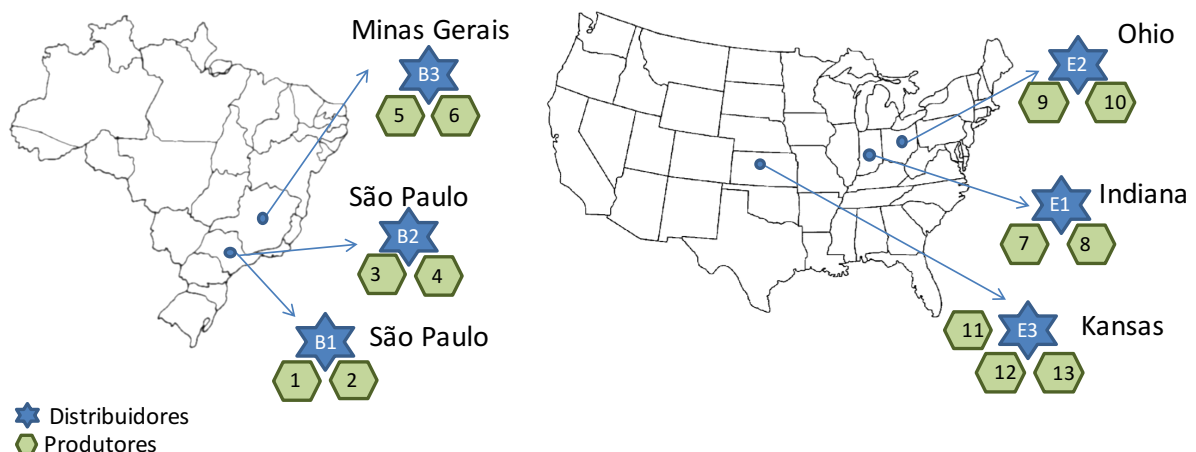 Minas Gerais
B3
5
6
São Paulo
B2
3
4
São Paulo
B1
1
2
Ohio
E2
9
10
Indiana
E1
7
8
Kansas
11
E3
12
13
Distribuidores
Produtores